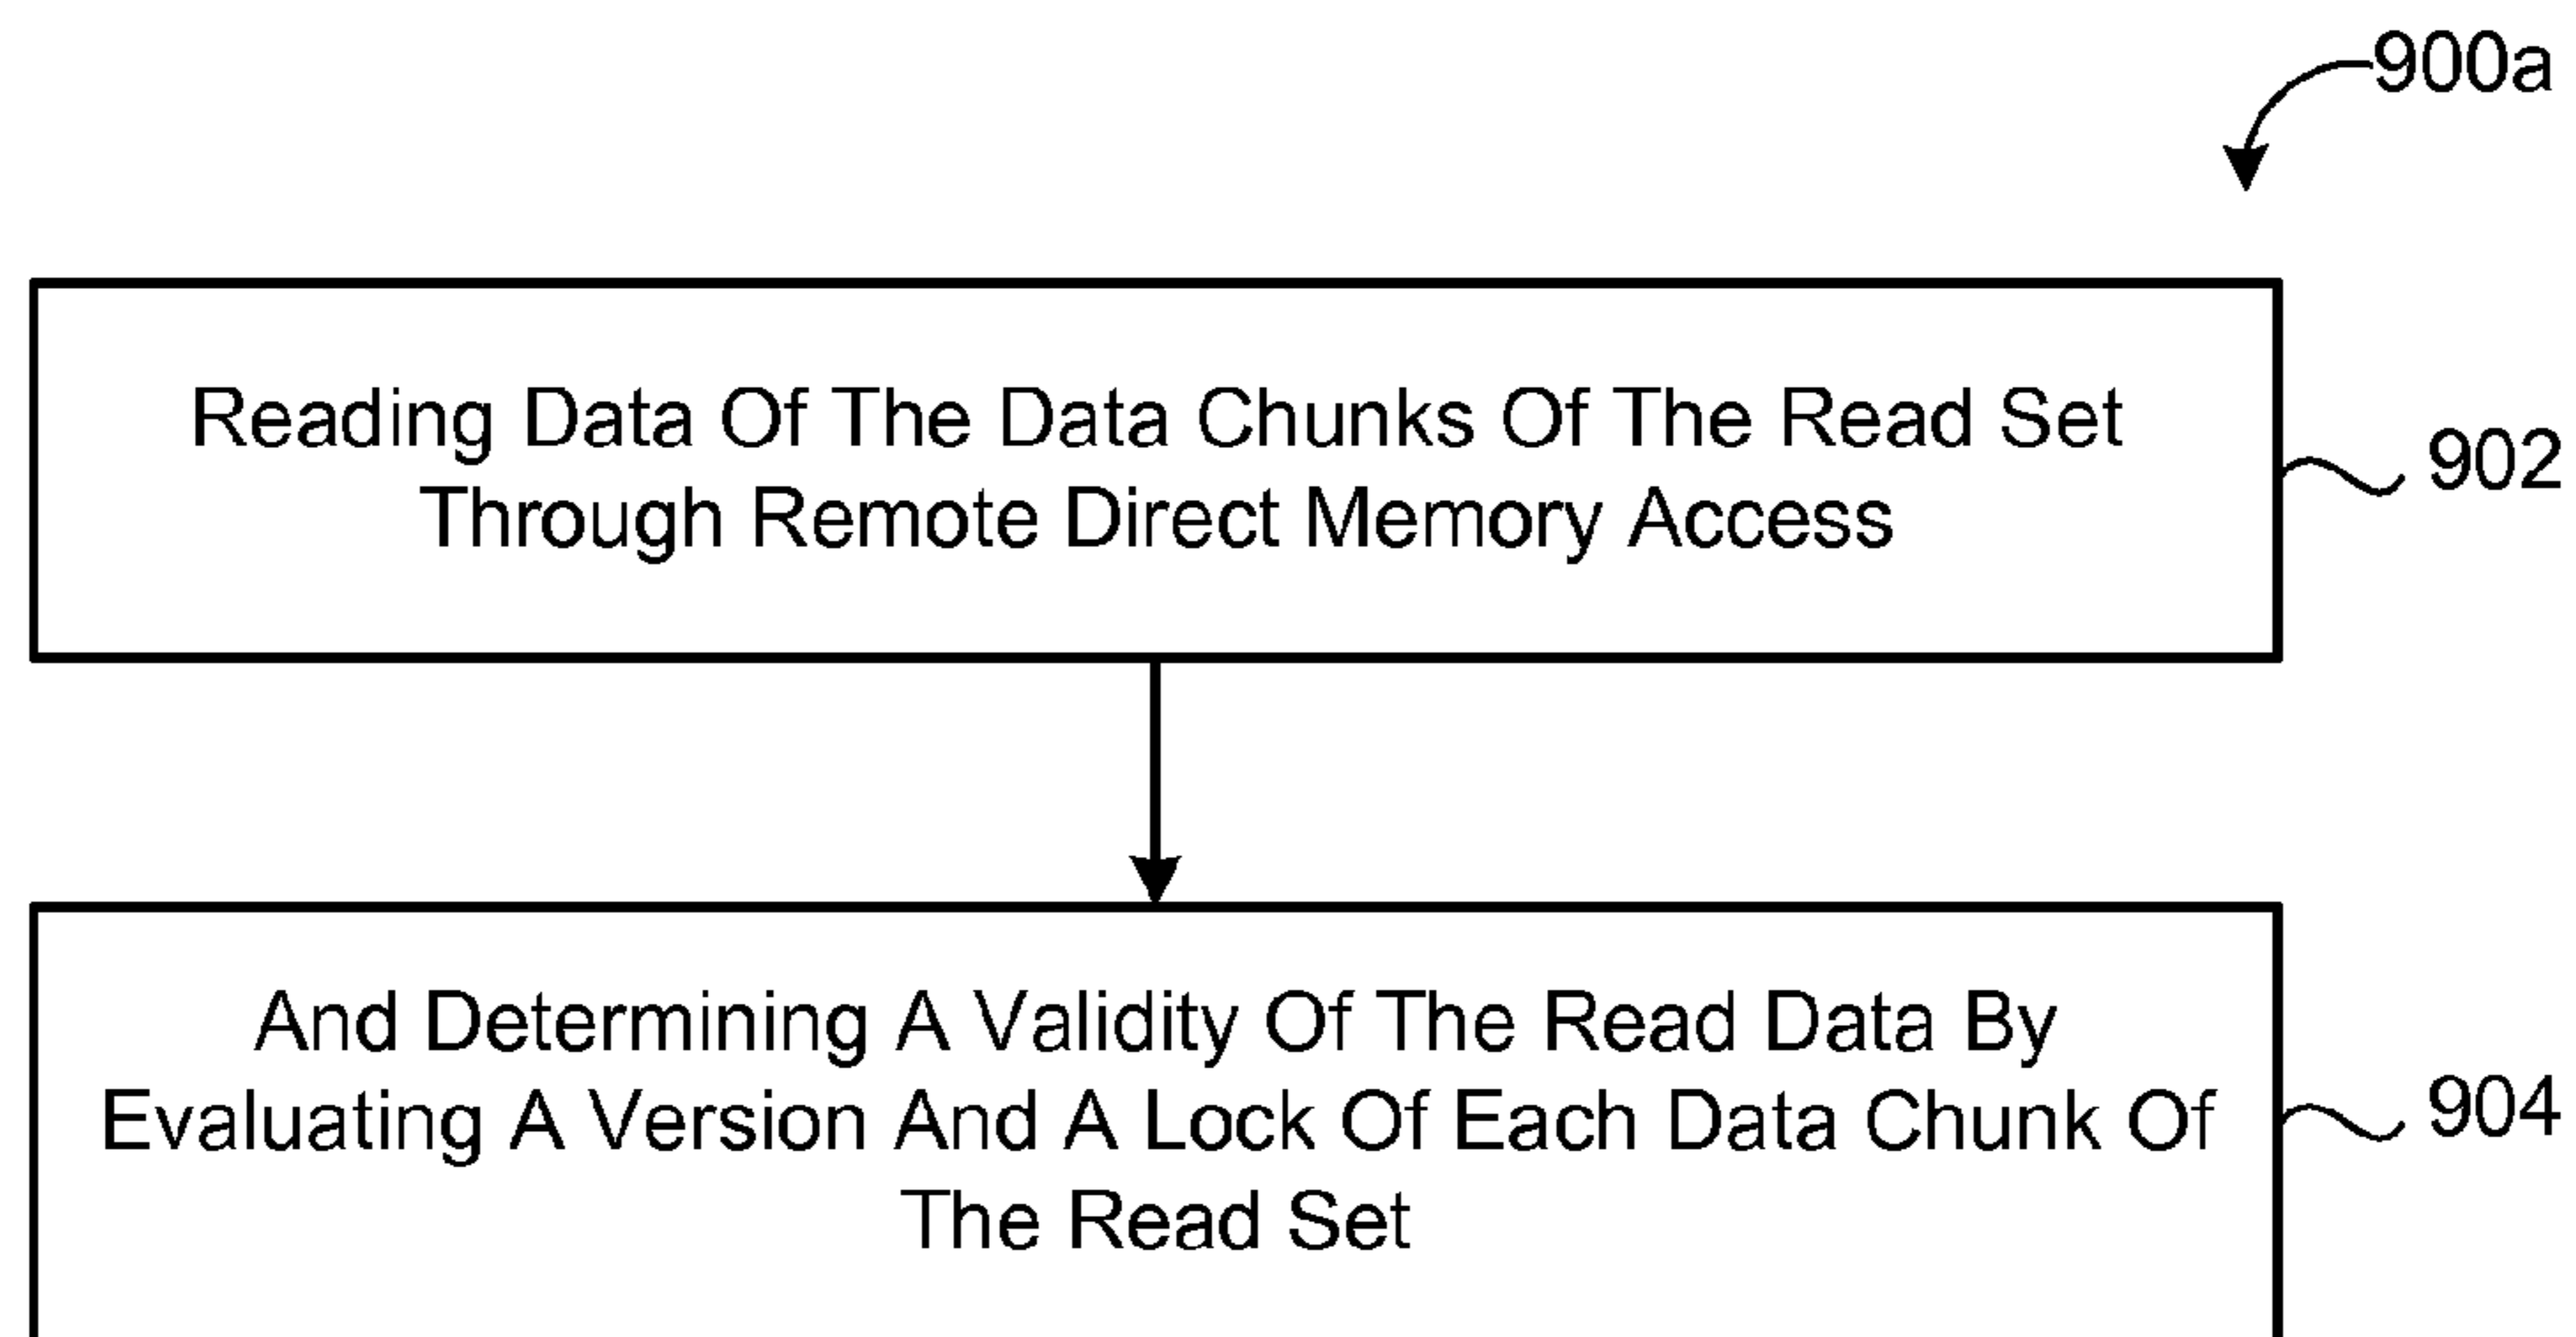 900a
Reading Data Of The Data Chunks Of The Read Set
Through Remote Direct Memory Access
902
And Determining A Validity Of The Read Data By
Evaluating A Version And A Lock Of Each Data Chunk Of
The Read Set
904